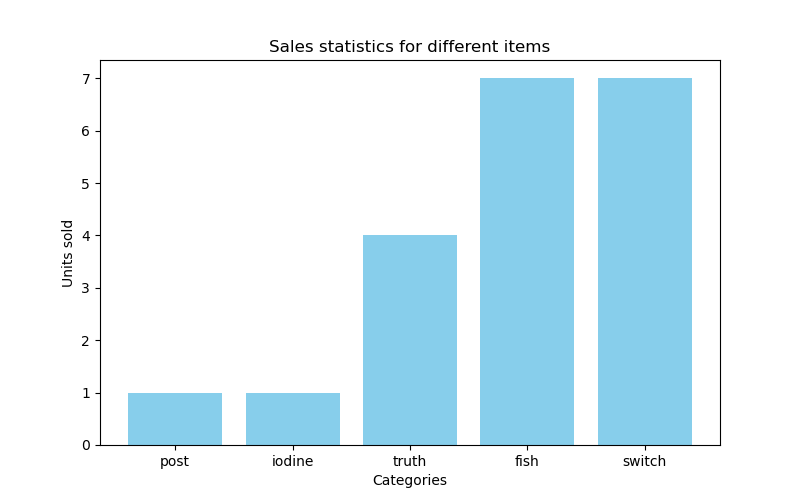 Sales statistics for different items
Units sold
7
6
5
4
3
2
1
0
post iodine truth fish switch
Categories